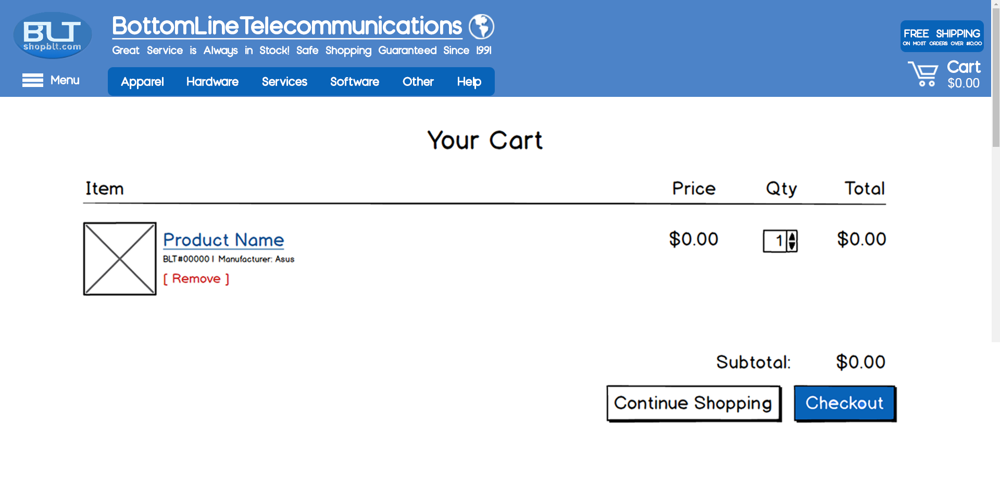 BLT
shopblt.com
BottomLineTelecommunications
Great Service is Always in Stock! Safe Shopping Guaranteed Since 1991
FREE SHIPPING
ON MOST ORDERS OVER $10.00
Menu
Apparel Hardware Services Software Other Help
Cart
$0.00
Your Cart
Item Price Qty Total
Product Name $0.00 1 $0.00
BLT#00000 | Manufacturer: Asus
[ Remove ]
Subtotal: $0.00
Continue Shopping Checkout